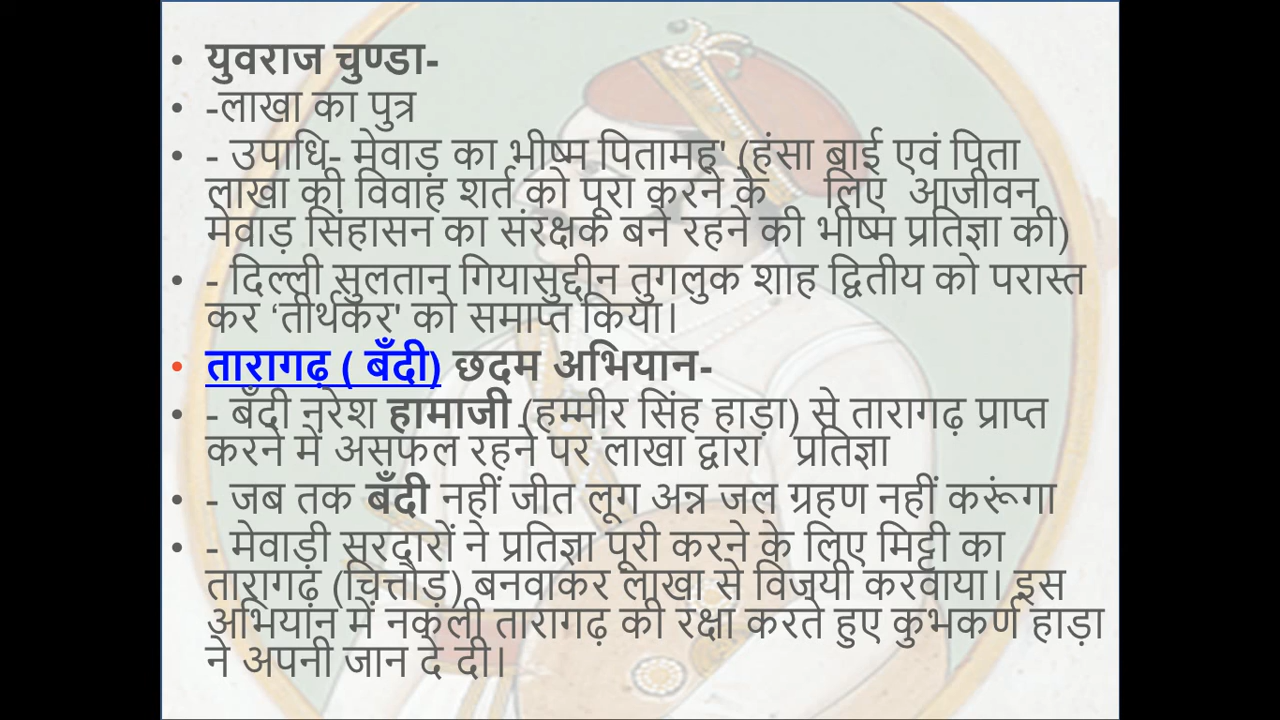 • युवराज चुण्डा-
• -लाखा का पुत्र
• - उपाधि- मेवाड़ का भीष्म पितामह' (हंसा बाई एवं पिता
लाखा की विवाह शर्त को पूरा करने के लिए आजीवन
मेवाड़ सिंहासन का संरक्षक बने रहने की भीष्म प्रतिज्ञा की)
• - दिल्ली सुलतान गियासुद्दीन तुगलुक शाह द्वितीय को परास्त
कर ‘तीर्थकर' को समाप्त किया।
• तारागढ़ ( बँदी) छदम अभियान-
• - बँदी नरेश हामाजी (हम्मीर सिंह हाड़ा) से तारागढ़ प्राप्त
करने में असफल रहने पर लाखा द्वारा प्रतिज्ञा
• - जब तक बँदी नहीं जीत लूग अन्न जल ग्रहण नहीं करूंगा
• - मेवाड़ी सरदारों ने प्रतिज्ञा पूरी करने के लिए मिट्टी का
तारागढ़ (चित्तौड़) बनवाकर लाखा से विजयी करवाया। इस
अभियान में नकली तारागढ़ की रक्षा करते हुए कुभकर्ण हाड़ा
ने अपनी जान दे दी।